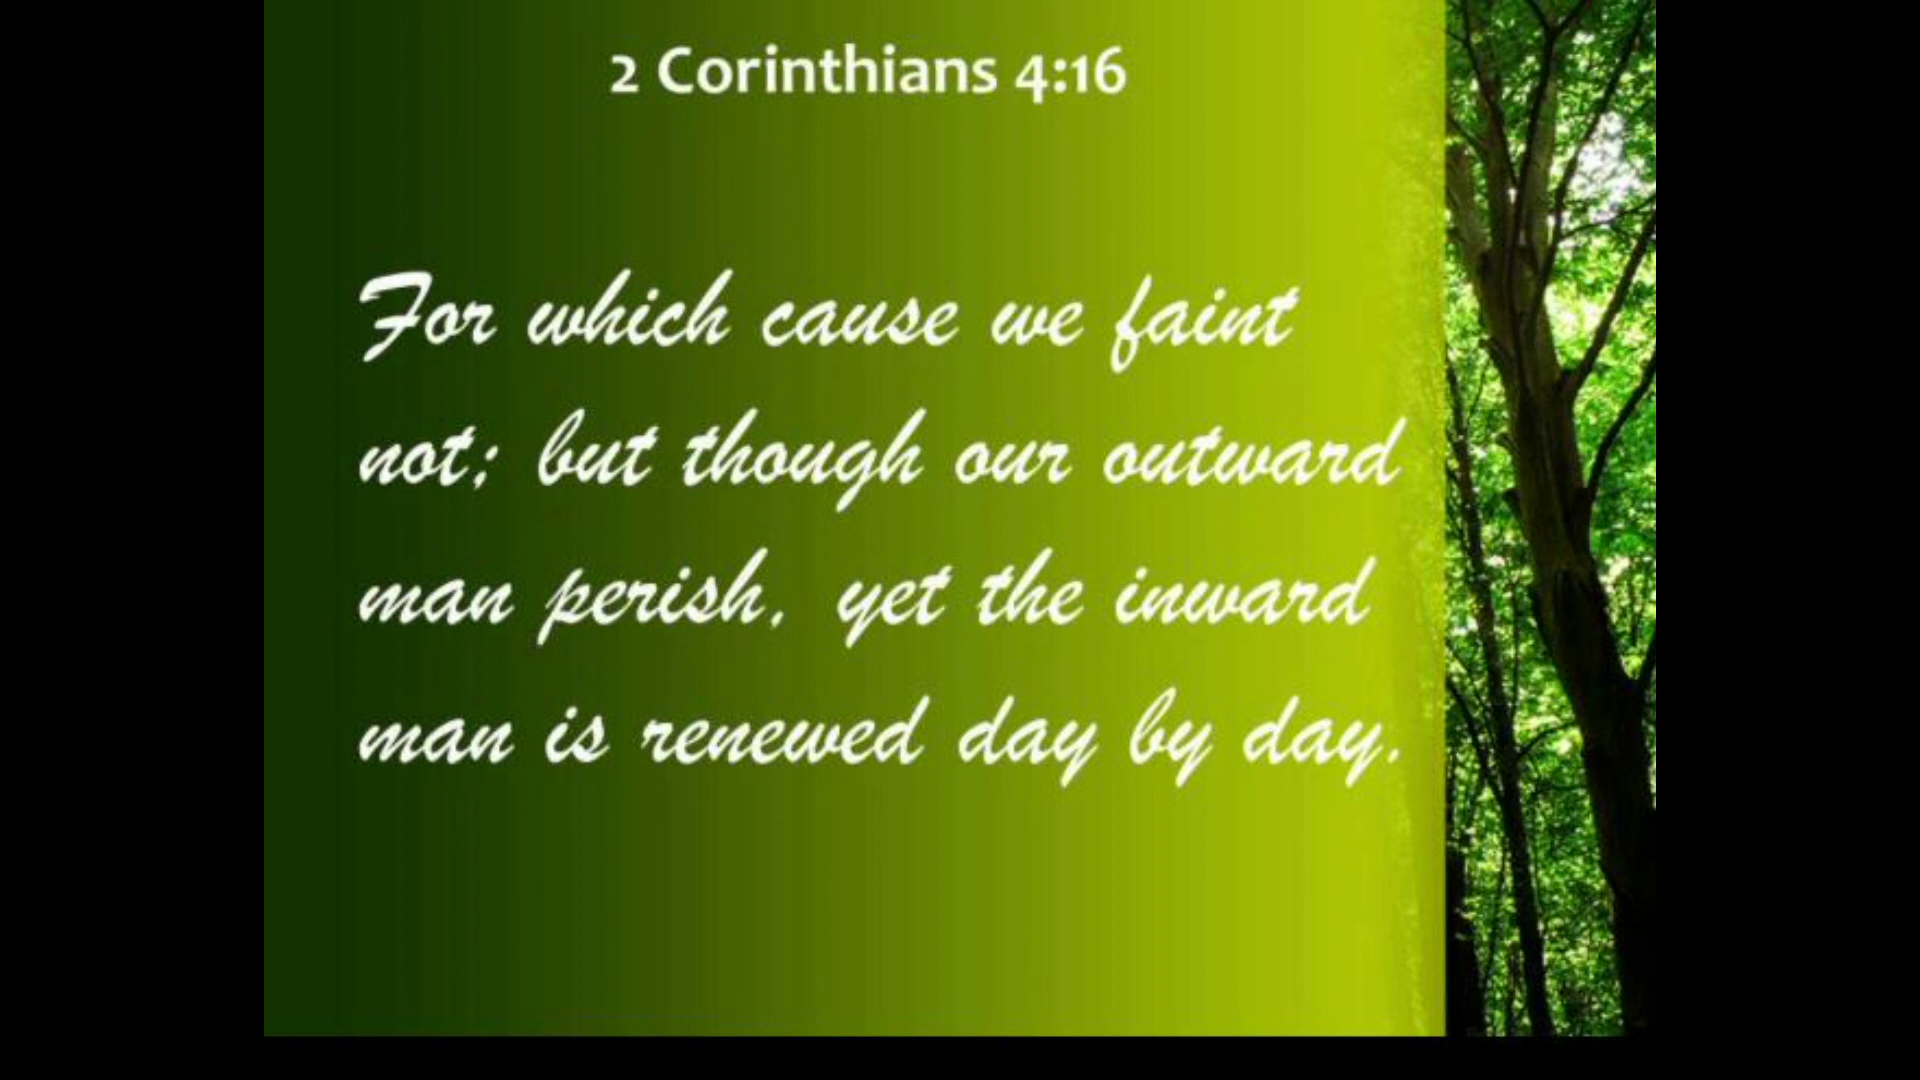 2 Corinthians 4:16
For which cause we faint
not; but though our outward
man perish, yet the inward
man is renewed day by day.